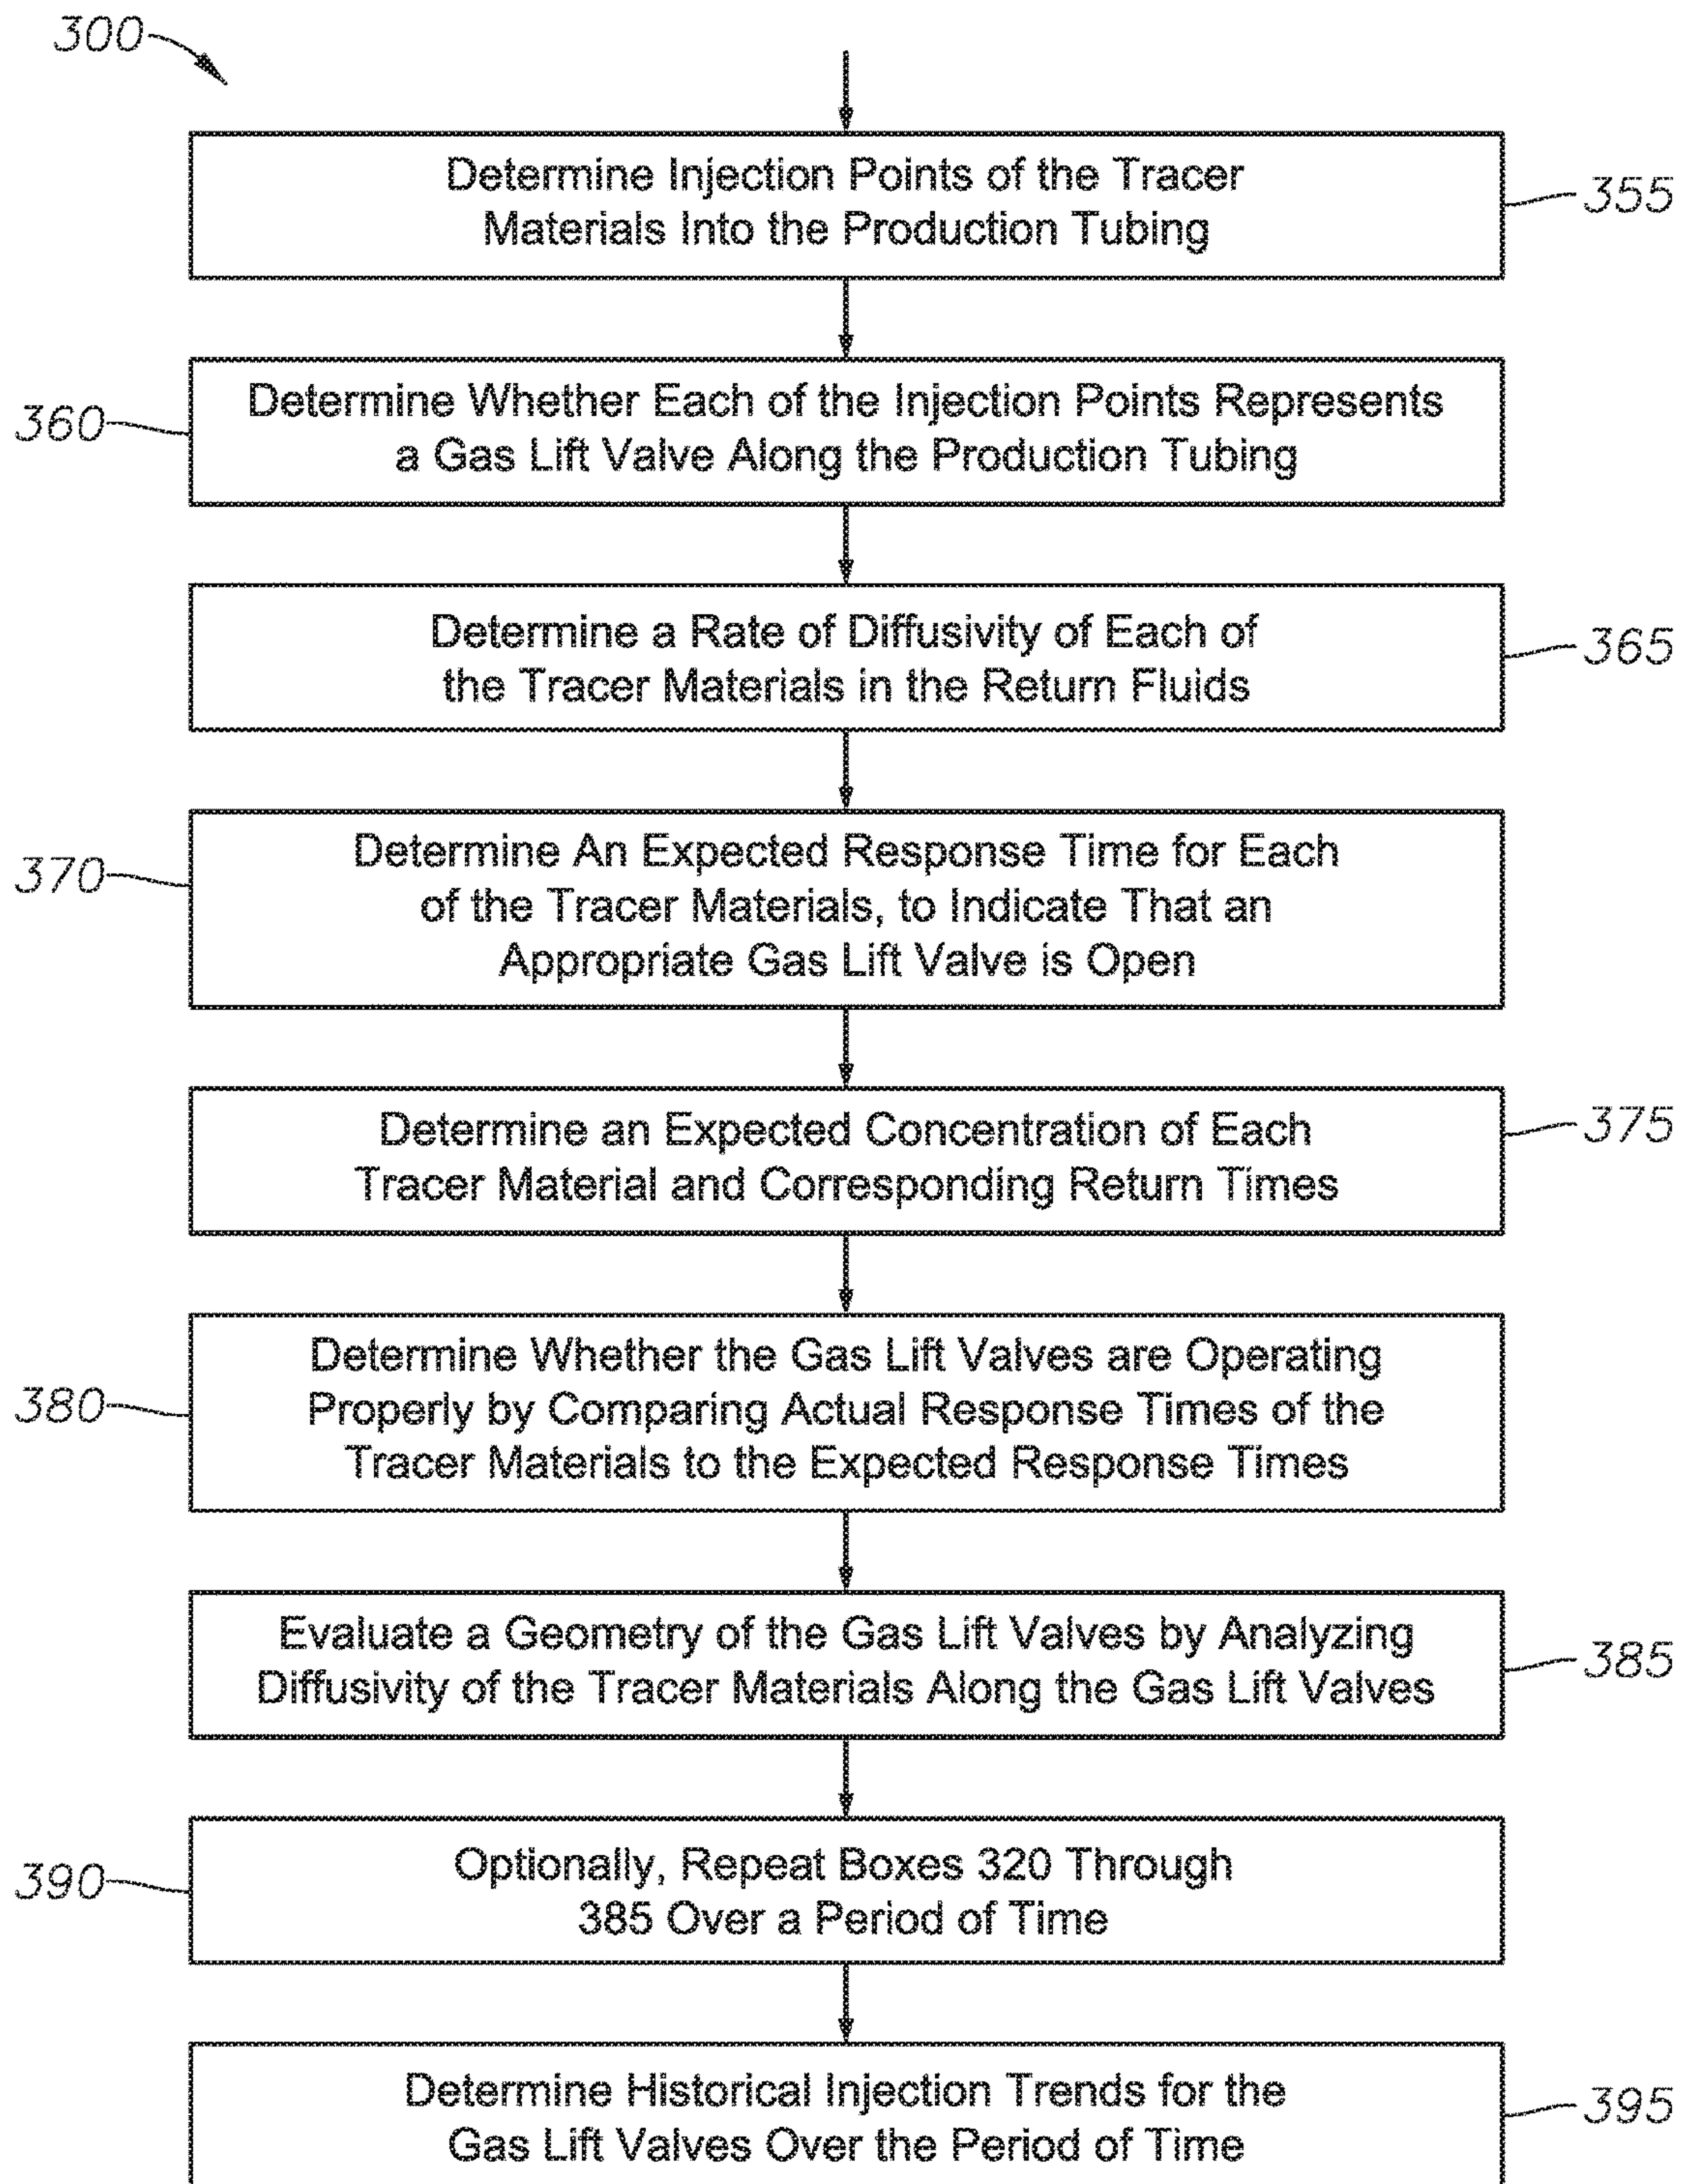 300
Determine Injection Points of the Tracer
Materials Into the Production Tubing
355
360
Determine Whether Each of the Injection Points Represents
a Gas Lift Valve Along the Production Tubing
Determine a Rate of Diffusivity of Each of
the Tracer Materials in the Return Fluids
365
370
Determine An Expected Response Time for Each
of the Tracer Materials, to Indicate That an
Appropriate Gas Lift Valve is Open
Determine an Expected Concentration of Each
Tracer Material and Corresponding Return Times
375
380
Determine Whether the Gas Lift Valves are Operating
Properly by Comparing Actual Response Times of the
Tracer Materials to the Expected Response Times
Evaluate a Geometry of the Gas Lift Valves by Analyzing
Diffusivity of the Tracer Materials Along the Gas Lift Valves
385
390
Optionally, Repeat Boxes 320 Through
385 Over a Period of Time
Determine Historical Injection Trends for the
Gas Lift Valves Over the Period of Time
395